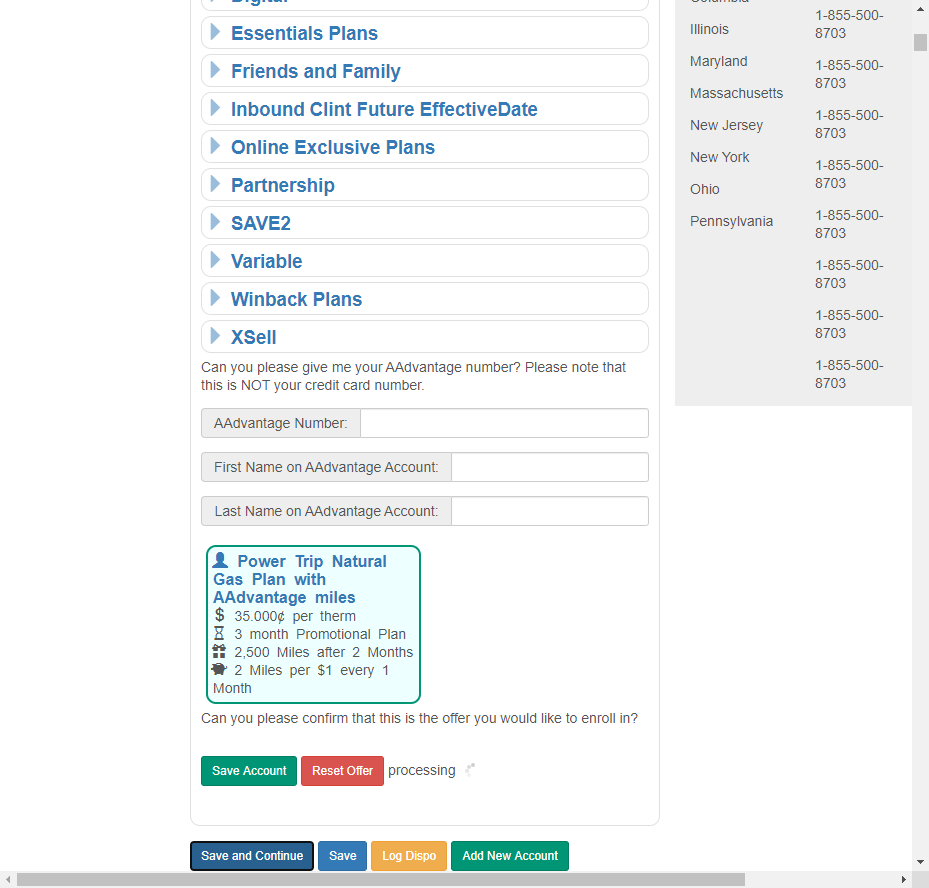 Digital
Essentials Plans
Friends and Family
Inbound Clint Future EffectiveDate
Online Exclusive Plans
Partnership
SAVE2
Variable
Winback Plans
XSell
Can you please give me your AAdvantage number? Please note that
this is NOT your credit card number.
AAdvantage Number:
First Name on AAdvantage Account:
Last Name on AAdvantage Account:
Power Trip Natural
Gas Plan with
AAdvantage miles
35.000¢ per therm
3 month Promotional Plan
2,500 Miles after 2 Months
2 Miles per $1 every 1
Month
Can you please confirm that this is the offer you would like to enroll in?
Save Account
Reset Offer
processing
Save and Continue
Save
Log Dispo
Add New Account
Columbia
Illinois
Maryland
Massachusetts
New Jersey
New York
Ohio
Pennsylvania
1-855-500-
8703
1-855-500-
8703
1-855-500-
8703
1-855-500-
8703
1-855-500-
8703
1-855-500-
8703
1-855-500-
8703
1-855-500-
8703